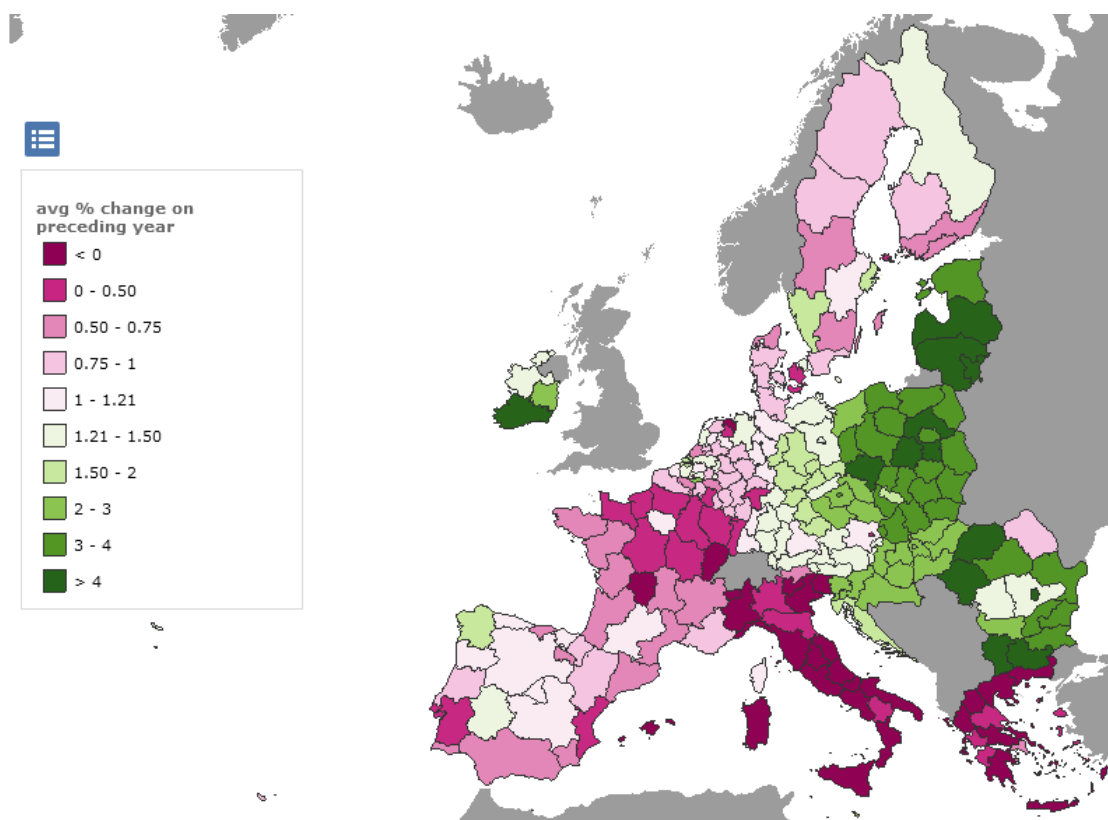 avg % change on
preceding year
< 0
0 - 0.50
0.50 - 0.75
0.75 - 1
1 - 1.21
1.21 - 1.50
1.50 - 2
2 - 3
3 - 4
> 4